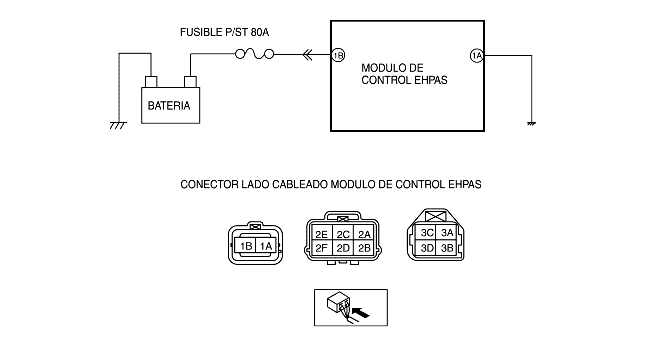 FUSIBLE P/ST 80A
1B
1A
MODULO DE
CONTROL EHPAS
BATERIA
CONECTOR LADO CABLEADO MODULO DE CONTROL EHPAS
1B 1A
2E 2C 2A
2F 2D 2B
3C 3A
3D 3B